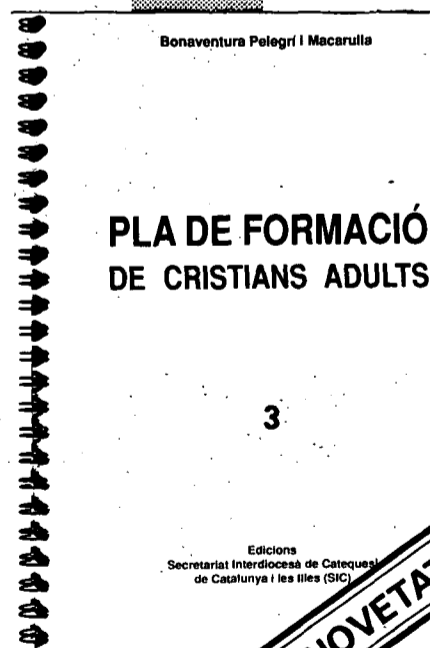 Bonaventura Pelegrí i Macarulla
PLA DE FORMACIÓ
DE CRISTIANS ADULTS
3
Edicions
Secretariat Interdiocesà de Catequesi
de Catalunya i les Illes (SIC)
NOVETAT